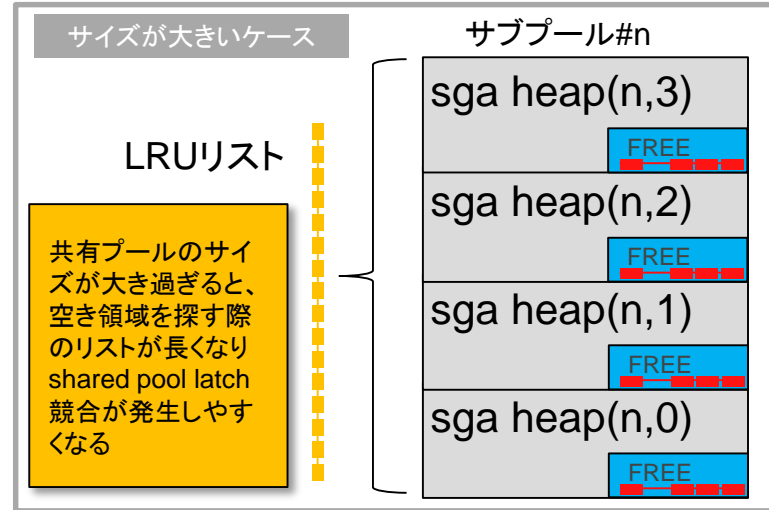 サイズが大きいケース
サブプール#n
LRUリスト
共有プールのサイ
ズが大き過ぎると、
空き領域を探す際
のリストが長くなり
shared pool latch
競合が発生しやす
くなる
sga heap(n,3)
FREE
sga heap(n,2)
FREE
sga heap(n,1)
FREE
sga heap(n,0)
FREE